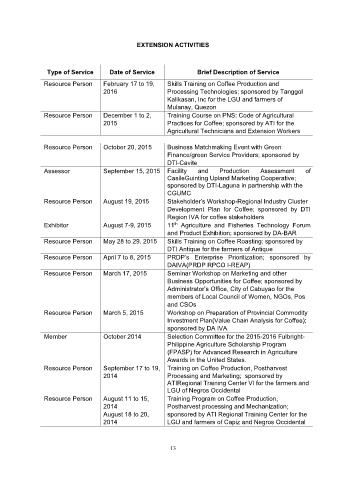 EXTENSION ACTIVITIES
Type of Service Date of Service Brief Description of Service
Resource Person February 17 to 19, Skills Training on Coffee Production and
2016 Processing Technologies; sponsored by Tanggol
Kalikasan, Inc for the LGU and farmers of
Mulanay, Quezon
Resource Person December 1 to 2, Training Course on PNS: Code of Agricultural
2015 Practices for Coffee; sponsored by ATI for the
Agricultural Technicians and Extension Workers
Resource Person October 20, 2015 Business Matchmaking Event with Green
Finance/green Service Providers; sponsored by
DTI-Cavite
Assessor September 15, 2015 Facility and Production Assessment of
CasileGuinting Upland Marketing Cooperative;
sponsored by DTI-Laguna in partnership with the
CGUMC
Resource Person August 19, 2015 Stakeholder's Workshop-Regional Industry Cluster
Development Plan for Coffee; sponsored by DTI
Region IVA for coffee stakeholders
Exhibitor August 7-9, 2015 11th Agriculture and Fisheries Technology Forum
and Product Exhibition; sponsored by DA-BAR
Resource Person May 28 to 29, 2015 Skills Training on Coffee Roasting; sponsored by
DTI Antique for the farmers of Antique
Resource Person April 7 to 8, 2015 PRDP's Enterprise Prioritization; sponsored by
DAIVA(PRDP RPCO I-REAP)
Resource Person March 17, 2015 Seminar Workshop on Marketing and other
Business Opportunities for Coffee; sponsored by
Administrator's Office, City of Cabuyao for the
members of Local Council of Women, NGOs, Pos
and CSOs
Resource Person March 5, 2015 Workshop on Preparation of Provincial Commodity
Investment Plan(Value Chain Analysis for Coffee);
sponsored by DA IVA
Member October 2014 Selection Committee for the 2015-2016 Fulbright-
Philippine Agriculture Scholarship Program
(FPASP) for Advanced Research in Agriculture
Awards in the United States.
Resource Person September 17 to 19, Training on Coffee Production, Postharvest
2014 Processing and Marketing; sponsored by
ATIRegional Training Center VI for the farmers and
LGU of Negros Occidental
Resource Person August 11 to 15, Training Program on Coffee Production,
2014 Postharvest processing and Mechanization;
August 18 to 20, sponsored by ATI Regional Training Center for the
2014 LGU and farmers of Capiz and Negros Occidental
13